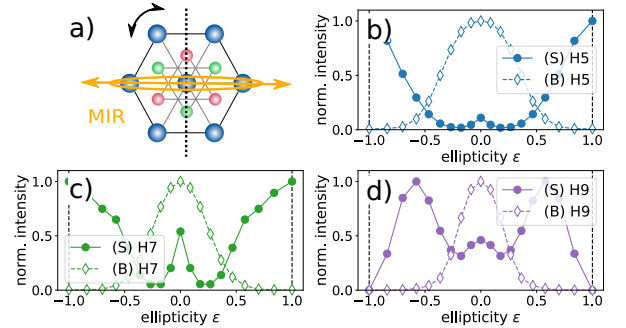 a)
MIR
b)
norm. intensity
1.0
0.5
0.0
(S) H5
(B) H5
−1.0 −0.5 0.0 0.5 1.0
ellipticity ε
c)
norm. intensity
1.0
0.5
0.0
(S) H7
(B) H7
−1.0 −0.5 0.0 0.5 1.0
ellipticity ε
d)
norm. intensity
1.0
0.5
0.0
(S) H9
(B) H9
−1.0 −0.5 0.0 0.5 1.0
ellipticity ε